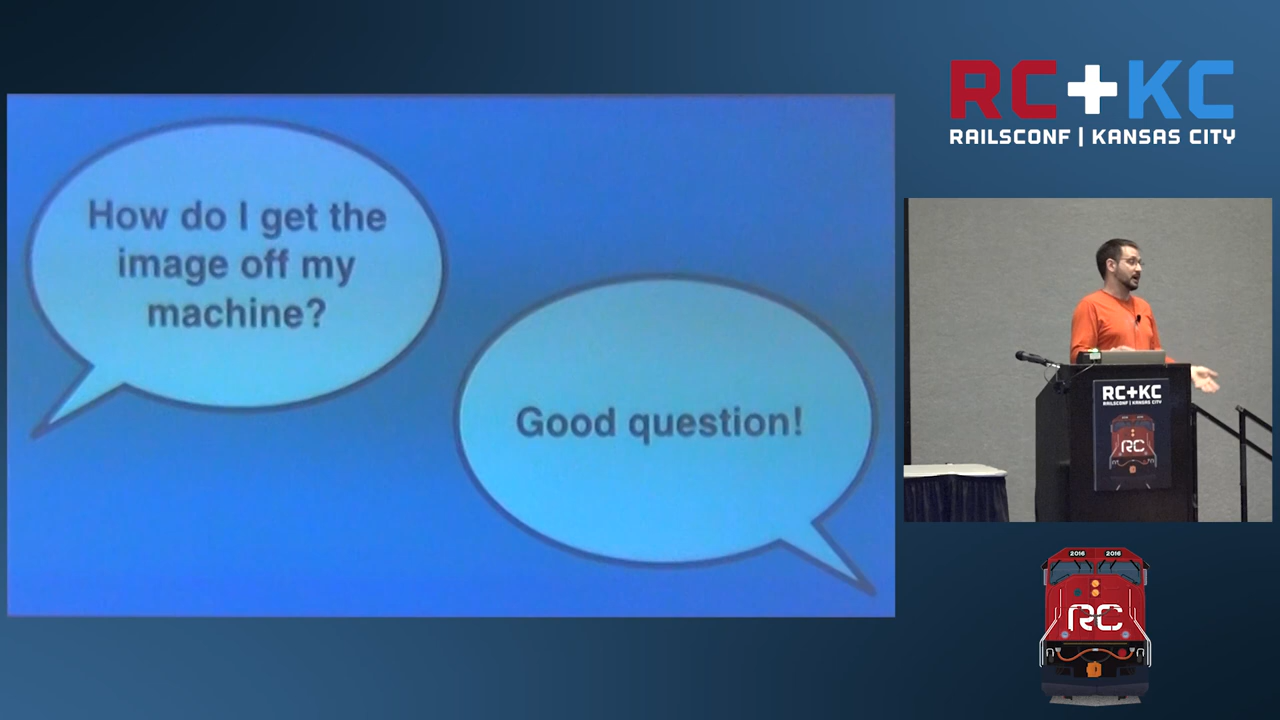 How do I get the
image off my
machine?
Good question!
RC+KC
RAILSCONF | KANSAS CITY
RC+KC
RAILSCONF | KANSAS CITY
RC
2016 2016
RC